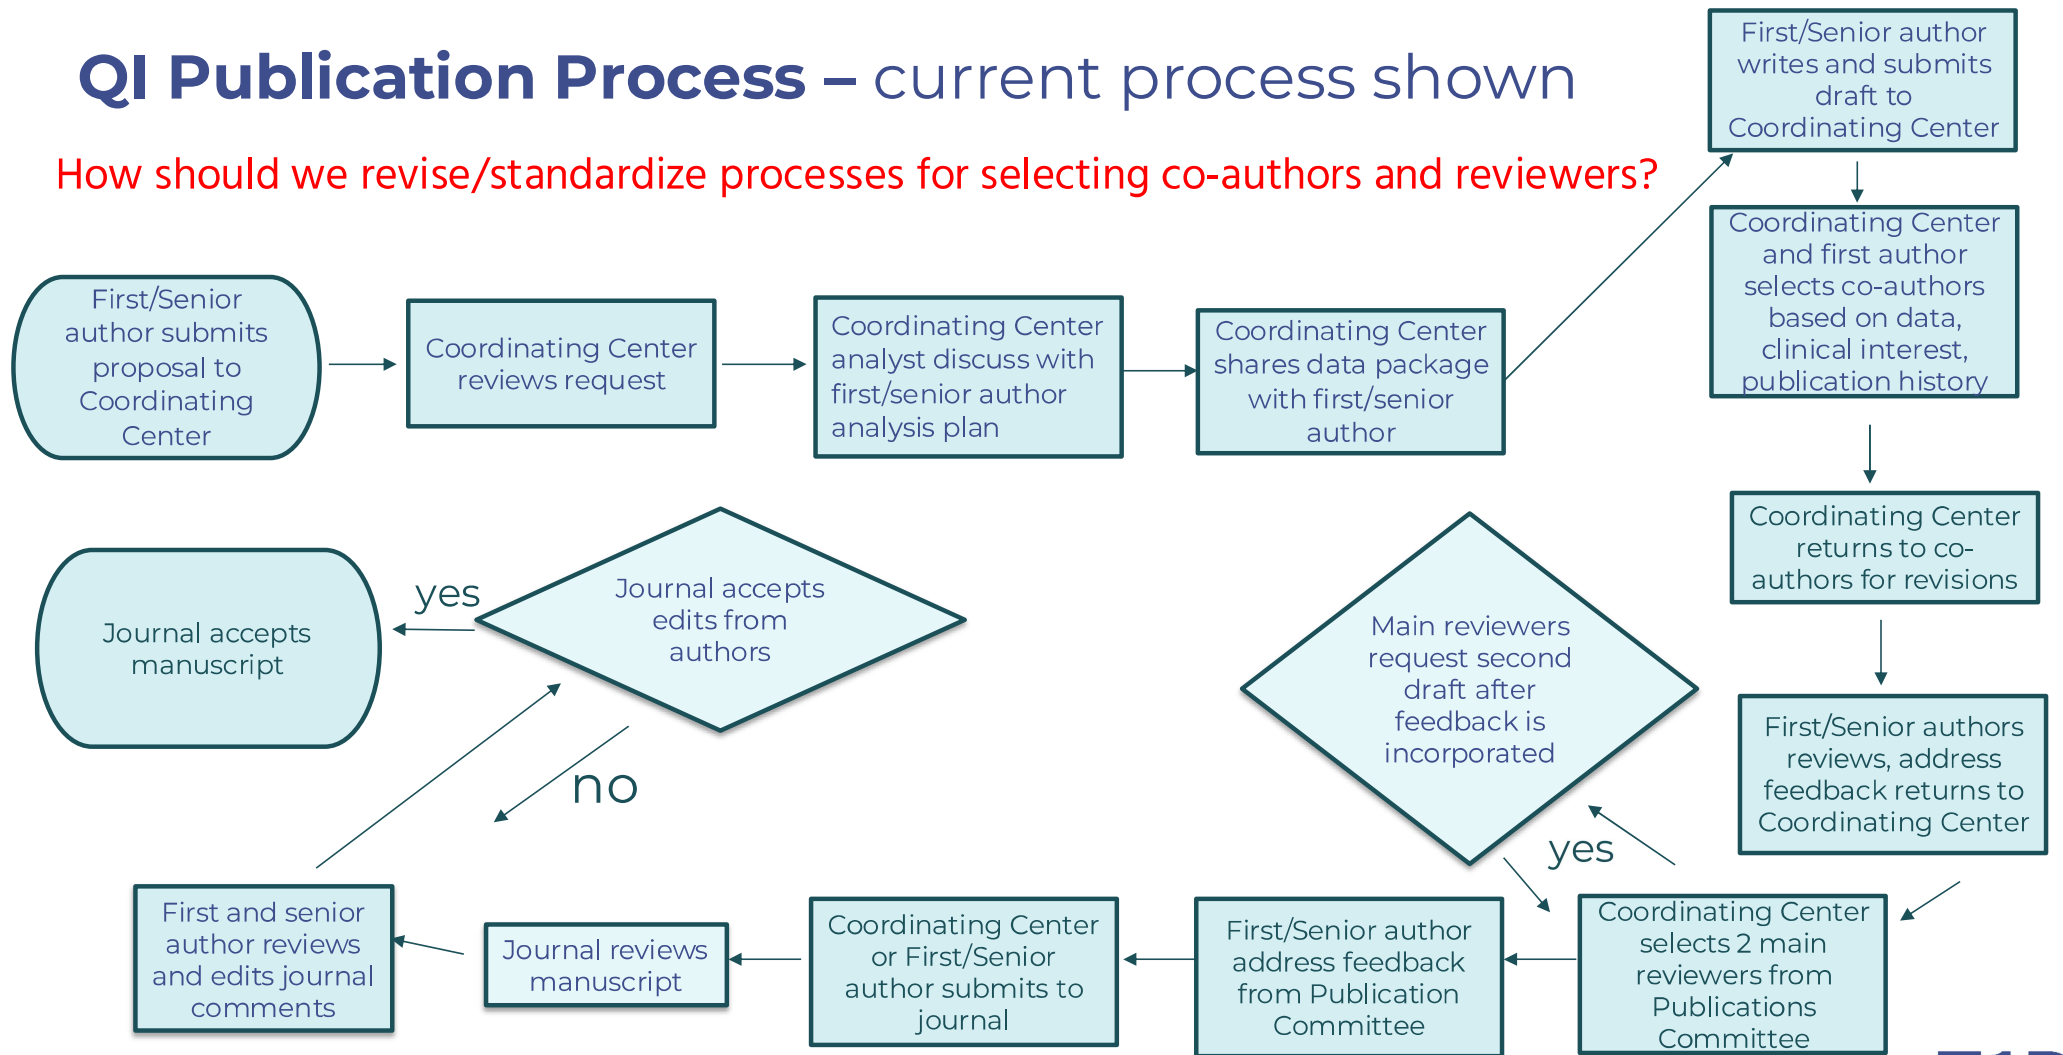 QI Publication Process – current process shown
How should we revise/standardize processes for selecting co-authors and reviewers?
First/Senior
author submits
proposal to
Coordinating
Center
Coordinating Center
reviews request
Coordinating Center
analyst discuss with
first/senior author
analysis plan
Coordinating Center
shares data package
with first/senior
author
First/Senior author
writes and submits
draft to
Coordinating Center
Coordinating Center
and first author
selects co-authors
based on data,
clinical interest,
publication history
Coordinating Center
returns to co-
authors for revisions
First/Senior authors
reviews, address
feedback returns to
Coordinating Center
Coordinating Center
selects 2 main
reviewers from
Publications
Committee
yes
Main reviewers
request second
draft after
feedback is
incorporated
First/Senior author
address feedback
from Publication
Committee
Coordinating Center
or First/Senior
author submits to
journal
Journal reviews
manuscript
First and senior
author reviews
and edits journal
comments
Journal accepts
edits from
authors
no
yes
Journal accepts
manuscript